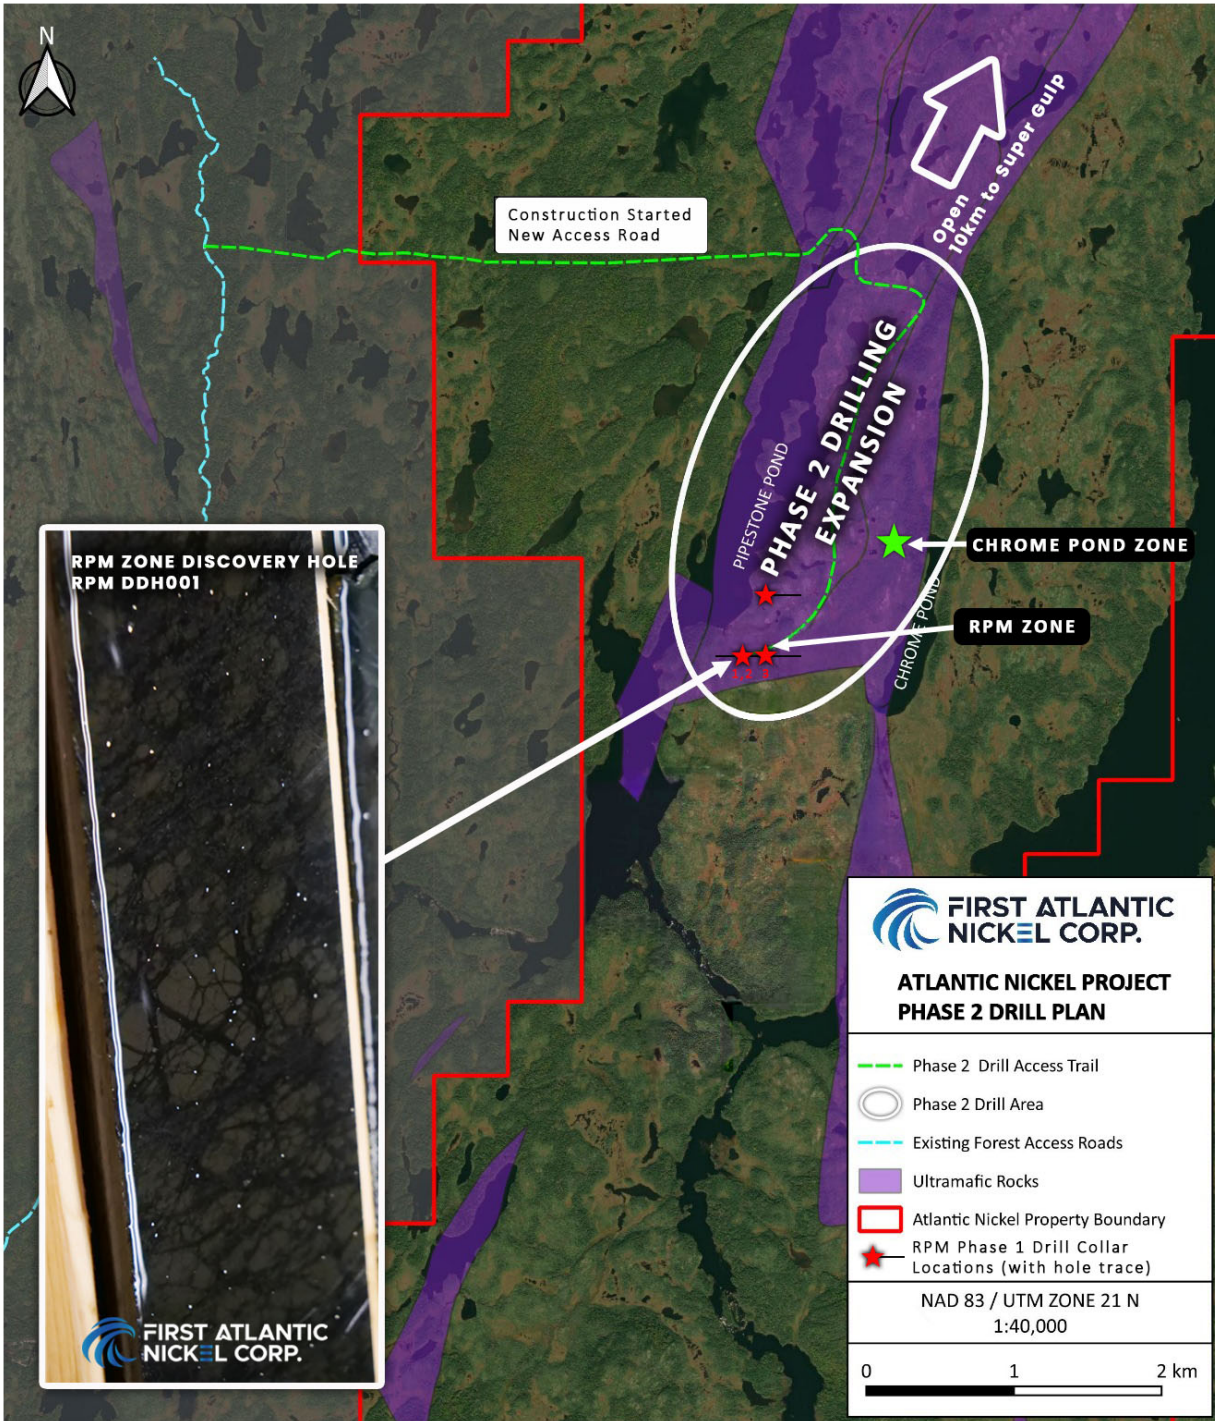 N
Open
10km to Super Gulp
Construction Started
New Access Road
PHASE 2 DRILLING
EXPANSION
PIPESTONE POND
CHROME POND ZONE
RPM ZONE
CHROME POND
RPM ZONE DISCOVERY HOLE
RPM DDH001
FIRST ATLANTIC
NICKEL CORP.
FIRST ATLANTIC
NICKEL CORP.
ATLANTIC NICKEL PROJECT
PHASE 2 DRILL PLAN
Phase 2 Drill Access Trail
Phase 2 Drill Area
Existing Forest Access Roads
Ultramafic Rocks
Atlantic Nickel Property Boundary
RPM Phase 1 Drill Collar
Locations (with hole trace)
NAD 83 / UTM ZONE 21 N
1:40,000
0 1 2 km